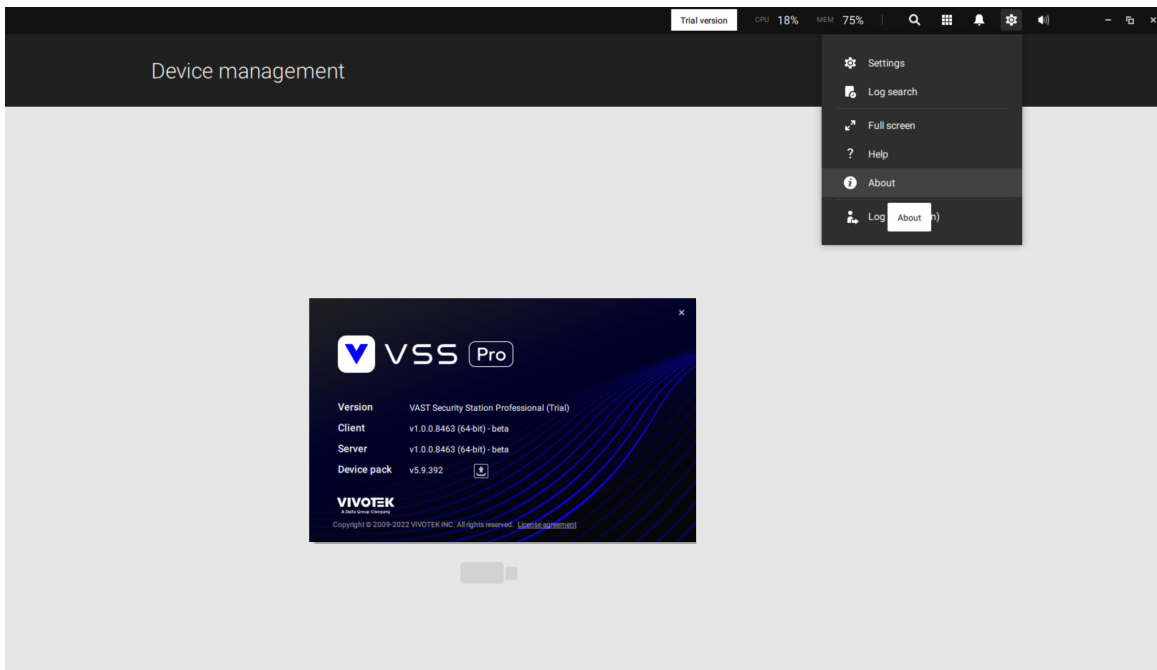 Trial version CPU 18% MEM 75%
Device management
Settings
Log search
Full screen
? Help
About
Log n)
About
VSS Pro
Version VAST Security Station Professional (Trial)
Client v1.0.0.8463 (64-bit) - beta
Server v1.0.0.8463 (64-bit) - beta
Device pack v5.9.392
VIVOTEK
A Delta Group Company
Copyright © 2009-2022 VIVOTEK INC. All rights reserved. License agreement